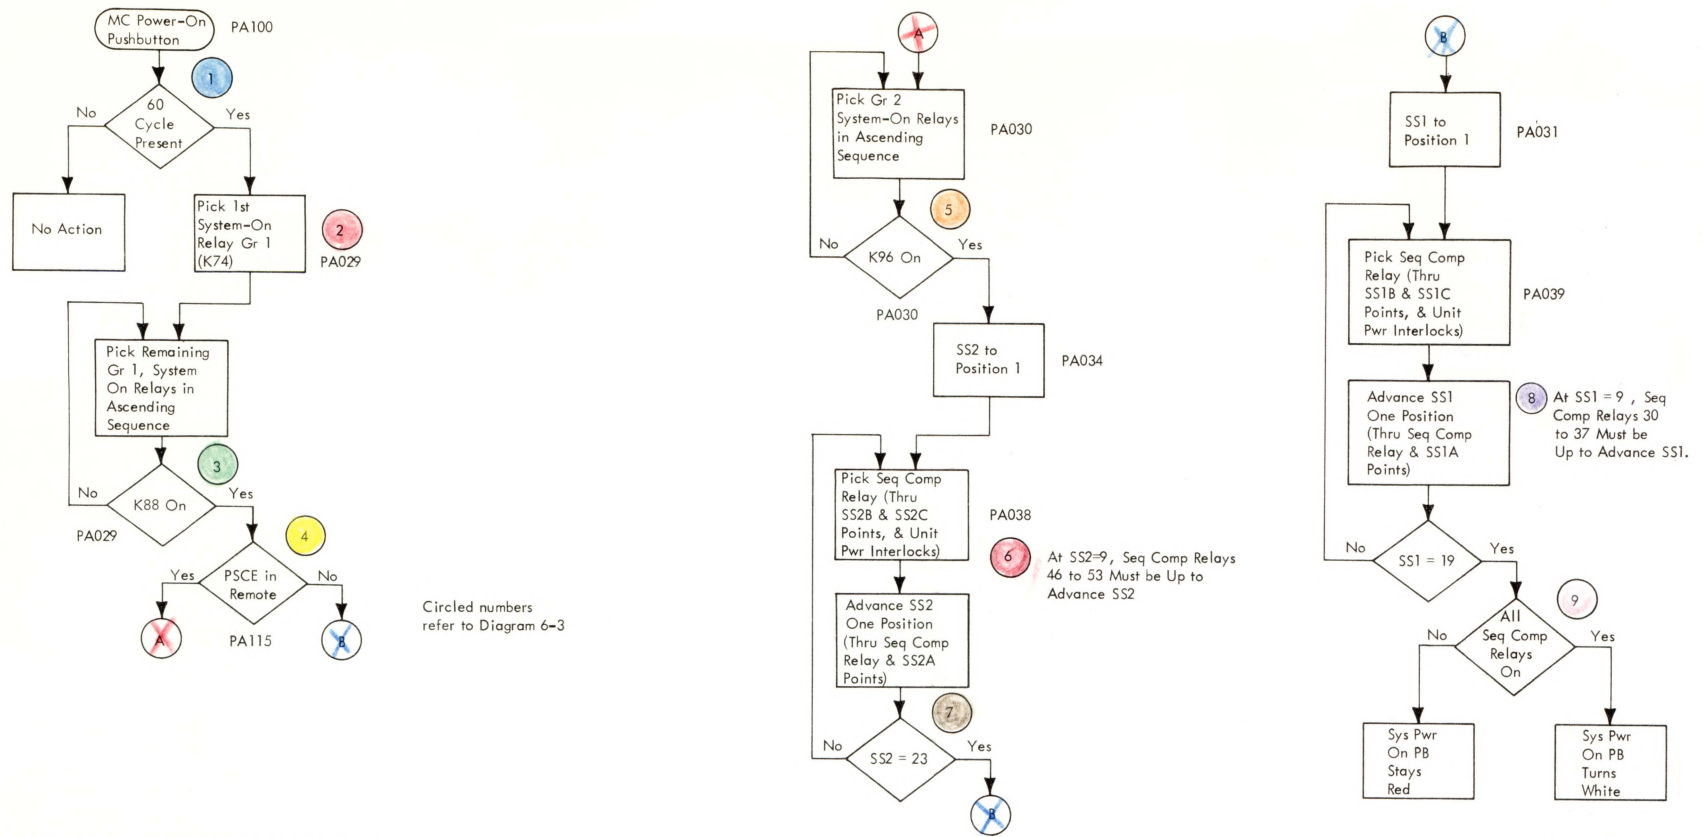 MC Power-On
Pushbutton
PA100
1
60
Cycle
Present
No
Yes
No Action
Pick 1st
System-On
Relay Gr 1
(K74)
2
PA029
Pick Remaining
Gr 1, System
On Relays in
Ascending
Sequence
3
K88 On
No
Yes
PA029
4
PSCE in
Remote
Yes
No
A
PA115
B
Circled numbers
refer to Diagram 6-3
A
Pick Gr 2
System-On Relays
in Ascending
Sequence
PA030
5
K96 On
No
Yes
PA030
SS2 to
Position 1
PA034
Pick Seq Comp
Relay (Thru
SS2B & SS2C
Points, & Unit
Pwr Interlocks)
PA038
6
At SS2=9, Seq Comp Relays
46 to 53 Must be Up to
Advance SS2
Advance SS2
One Position
(Thru Seq Comp
Relay & SS2A
Points)
7
SS2 = 23
No
Yes
B
B
SS1 to
Position 1
PA031
Pick Seq Comp
Relay (Thru
SS1B & SS1C
Points, & Unit
Pwr Interlocks)
PA039
Advance SS1
One Position
(Thru Seq Comp
Relay & SS1A
Points)
8
At SS1 = 9 , Seq
Comp Relays 30
to 37 Must be
Up to Advance SS1.
SS1 = 19
No
Yes
9
All
Seq Comp
Relays
On
No
Yes
Sys Pwr
On PB
Stays
Red
Sys Pwr
On PB
Turns
White